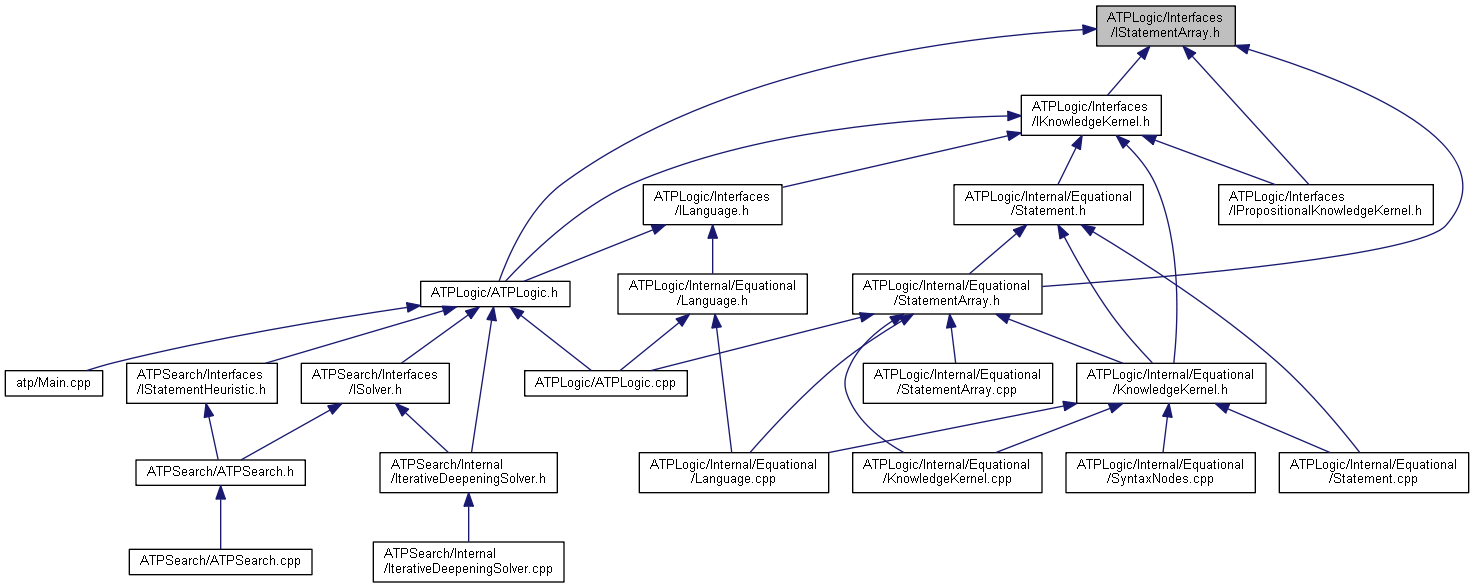 ATPLogic/Interfaces
/IStatementArray.h
ATPLogic/Interfaces
/IKnowledgeKernel.h
ATPLogic/Interfaces
/ILanguage.h
ATPLogic/Internal/Equational
/Statement.h
ATPLogic/Interfaces
/IPropositionalKnowledgeKernel.h
ATPLogic/ATPLogic.h
ATPLogic/Internal/Equational
/Language.h
ATPLogic/Internal/Equational
/StatementArray.h
atp/Main.cpp
ATPSearch/Interfaces
/IStatementHeuristic.h
ATPSearch/Interfaces
/ISolver.h
ATPLogic/ATPLogic.cpp
ATPLogic/Internal/Equational
/StatementArray.cpp
ATPLogic/Internal/Equational
/KnowledgeKernel.h
ATPSearch/ATPSearch.h
ATPSearch/Internal
/IterativeDeepeningSolver.h
ATPLogic/Internal/Equational
/Language.cpp
ATPLogic/Internal/Equational
/KnowledgeKernel.cpp
ATPLogic/Internal/Equational
/SyntaxNodes.cpp
ATPLogic/Internal/Equational
/Statement.cpp
ATPSearch/ATPSearch.cpp
ATPSearch/Internal
/IterativeDeepeningSolver.cpp